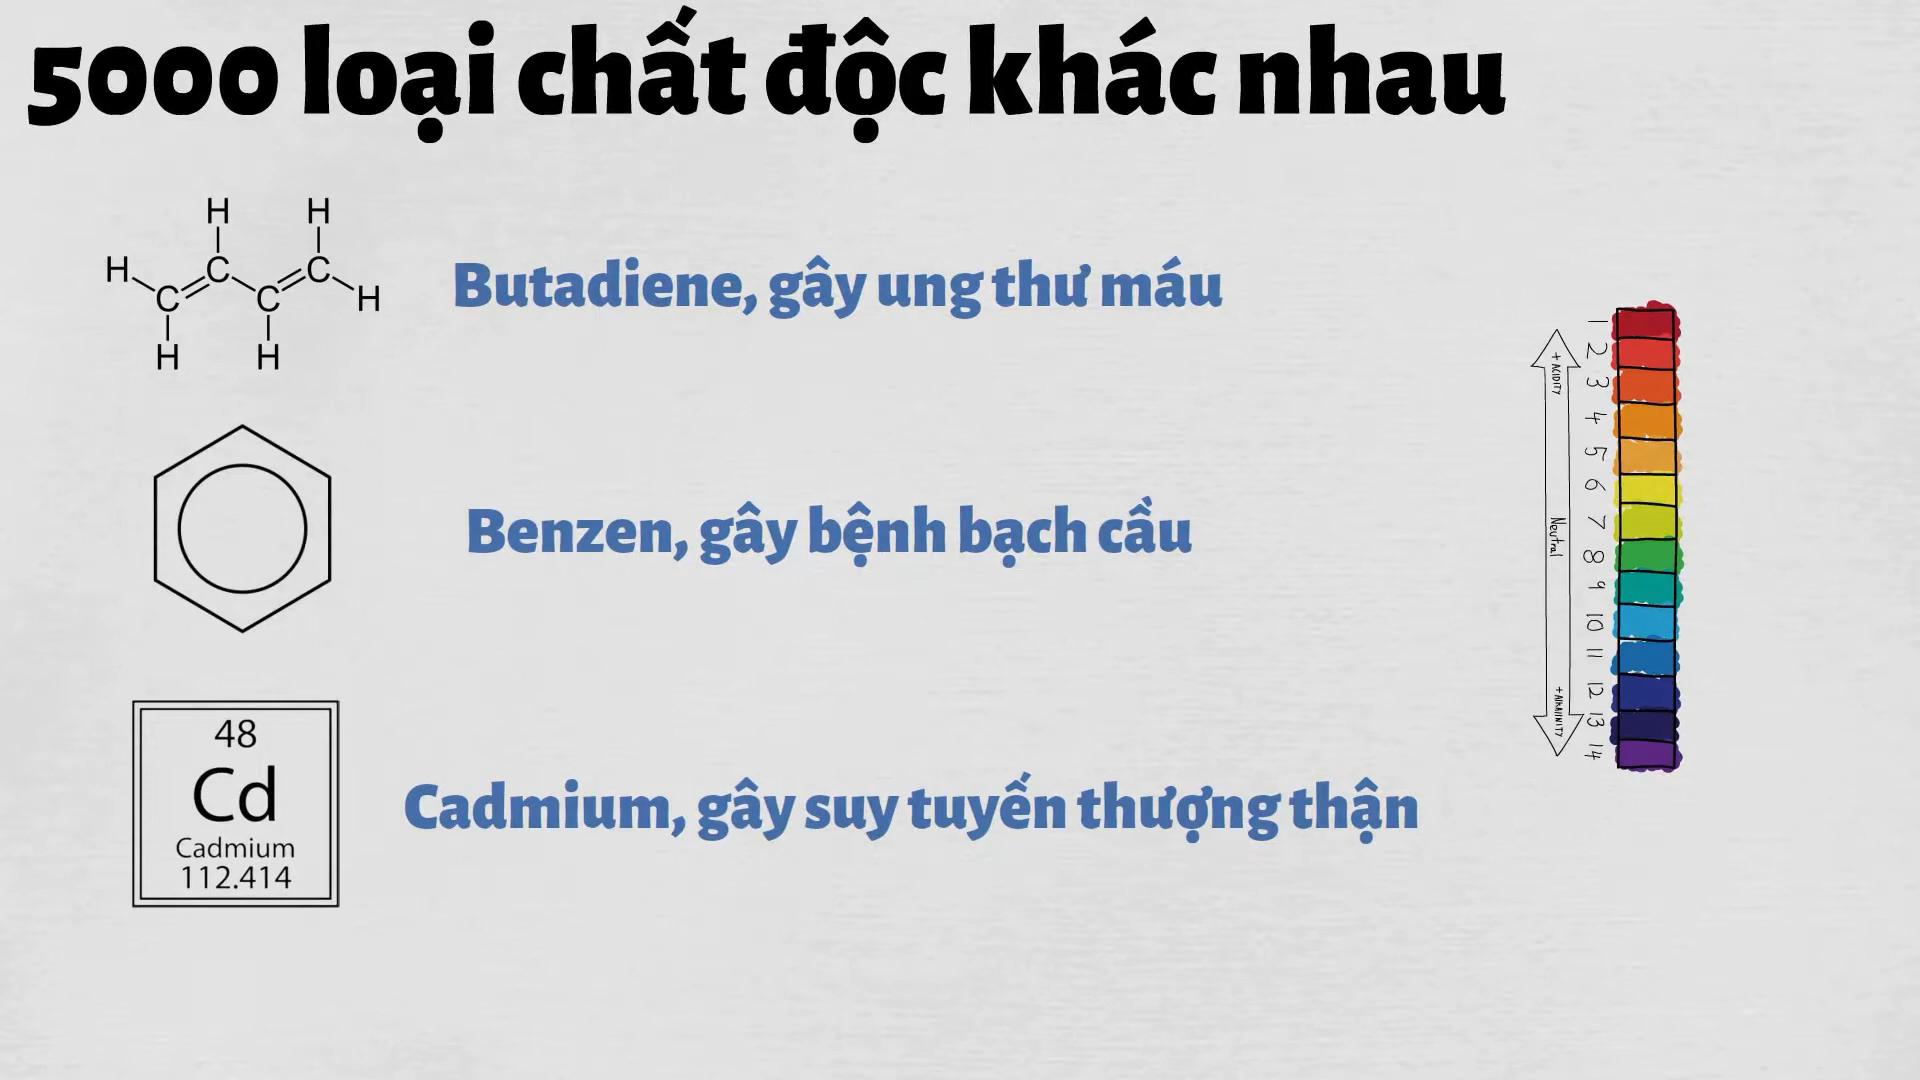 5000 loại chất độc khác nhau
H H
H C C H
C C
H H
Butadiene, gây ung thư máu
Benzen, gây bệnh bạch cầu
48
Cd
Cadmium
112.414
Cadmium, gây suy tuyến thượng thận
+ ACIDITY
Neutral
+ ALKALINITY
1
2
3
4
5
6
7
8
9
10
11
12
13
14